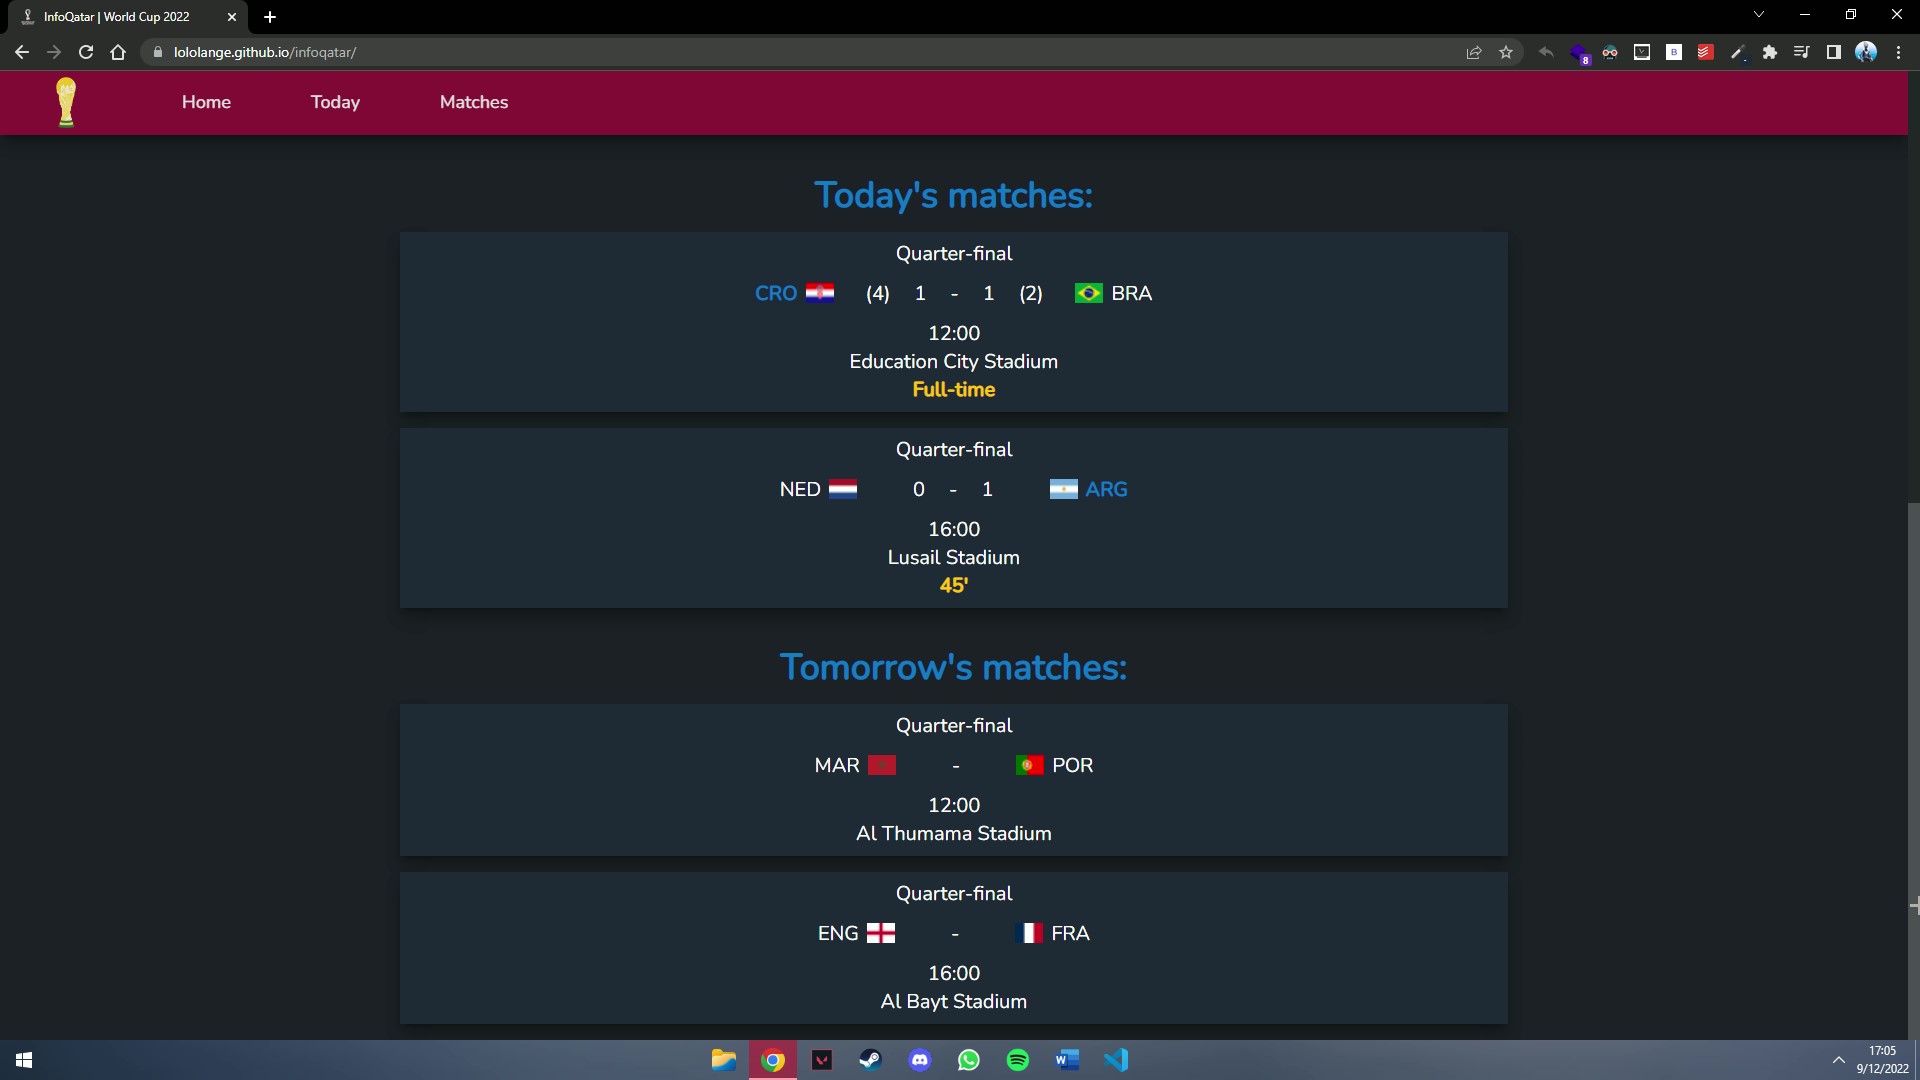 InfoQatar | World Cup 2022
lololange.github.io/infoqatar/
8
B
Home
Today
Matches
Today's matches:
Quarter-final
CRO (4) 1 - 1 (2) BRA
12:00
Education City Stadium
Full-time
Quarter-final
NED 0 - 1 ARG
16:00
Lusail Stadium
45'
Tomorrow's matches:
Quarter-final
MAR - POR
12:00
Al Thumama Stadium
Quarter-final
ENG - FRA
16:00
Al Bayt Stadium
W
17:05
9/12/2022